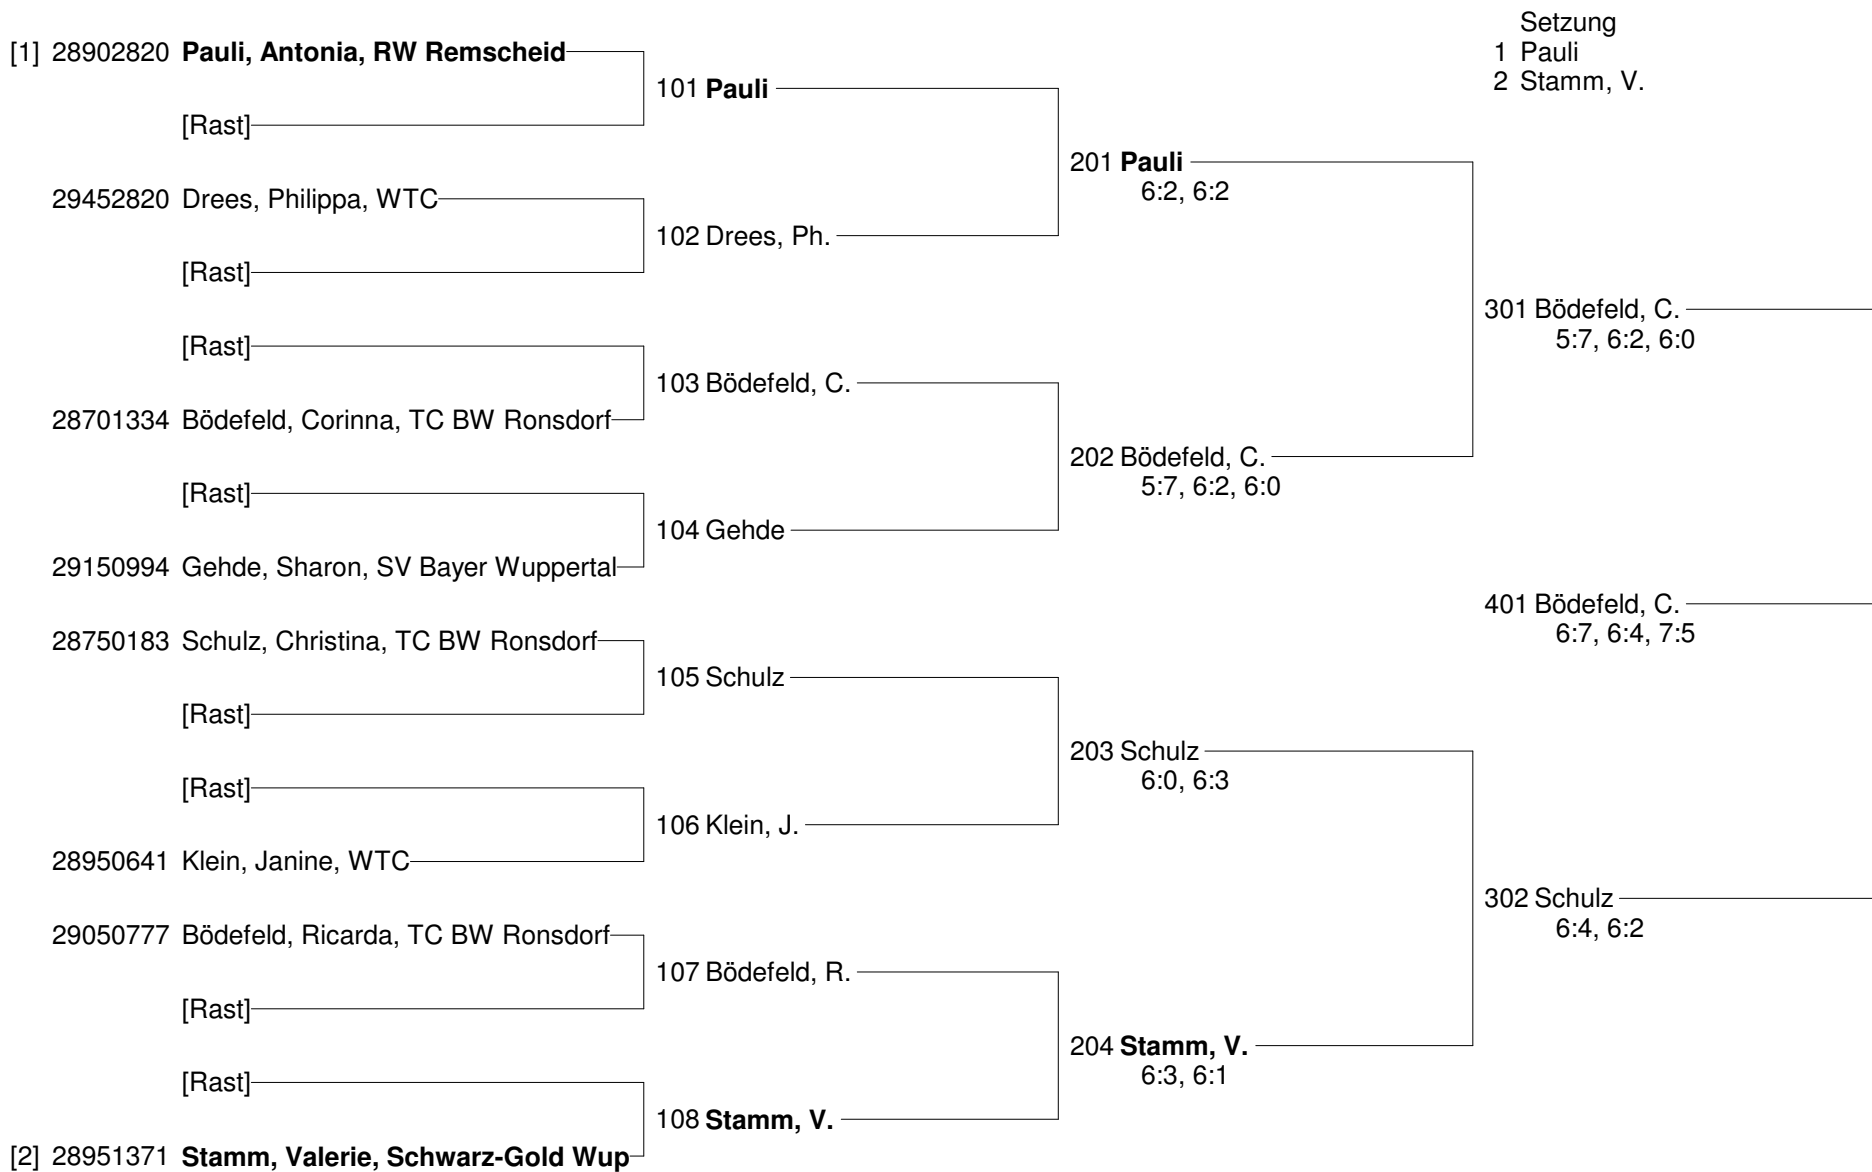 Setzung
1 Pauli
2 Stamm, V.
[1] 28902820 Pauli, Antonia, RW Remscheid
[Rast]
29452820 Drees, Philippa, WTC
[Rast]
[Rast]
28701334 Bödefeld, Corinna, TC BW Ronsdorf
[Rast]
29150994 Gehde, Sharon, SV Bayer Wuppertal
28750183 Schulz, Christina, TC BW Ronsdorf
[Rast]
[Rast]
28950641 Klein, Janine, WTC
29050777 Bödefeld, Ricarda, TC BW Ronsdorf
[Rast]
[Rast]
[2] 28951371 Stamm, Valerie, Schwarz-Gold Wup
101 Pauli
102 Drees, Ph.
103 Bödefeld, C.
104 Gehde
105 Schulz
106 Klein, J.
107 Bödefeld, R.
108 Stamm, V.
201 Pauli
6:2, 6:2
202 Bödefeld, C.
5:7, 6:2, 6:0
203 Schulz
6:0, 6:3
204 Stamm, V.
6:3, 6:1
301 Bödefeld, C.
5:7, 6:2, 6:0
401 Bödefeld, C.
6:7, 6:4, 7:5
302 Schulz
6:4, 6:2